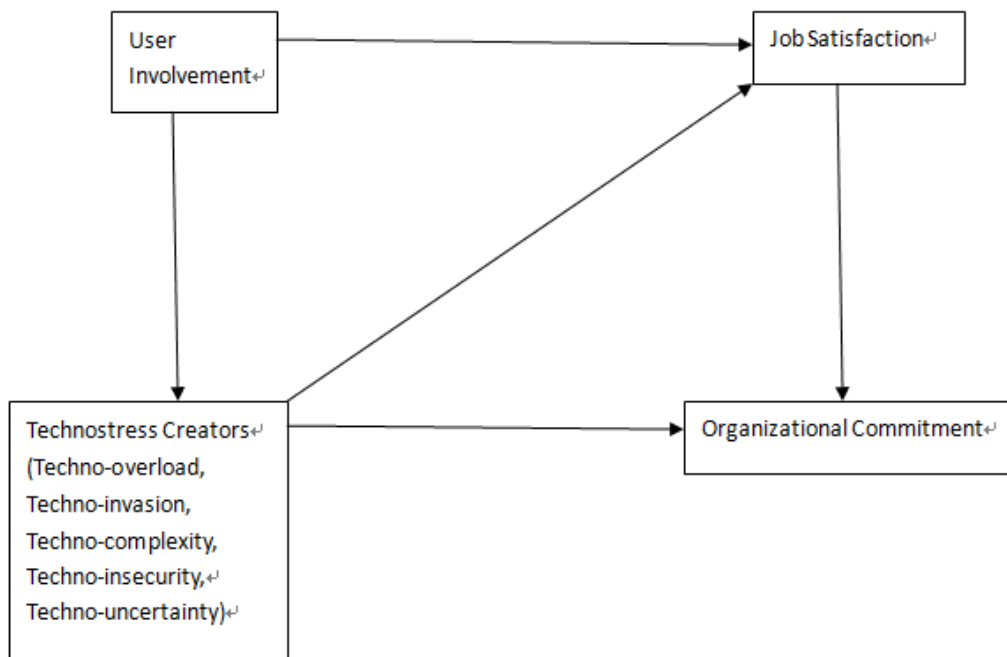 User
Involvement↵
Job Satisfaction↵
Technostress Creators↵
(Techno-overload,
Techno-invasion,
Techno-complexity,
Techno-insecurity,↵
Techno-uncertainty)↵
Organizational Commitment↵